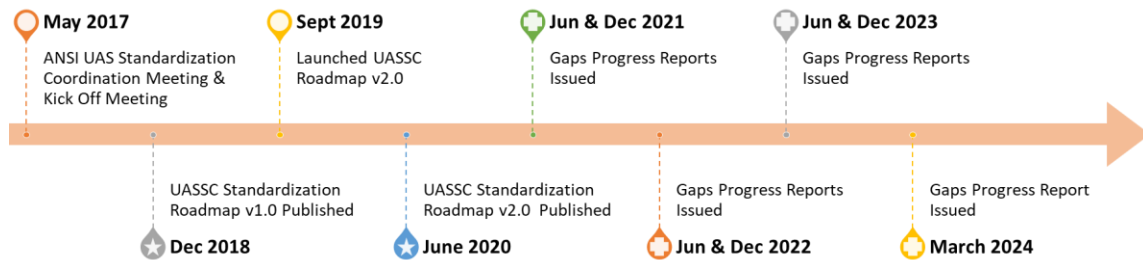 May 2017
ANSI UAS Standardization
Coordination Meeting &
Kick Off Meeting
Sept 2019
Launched UASSC
Roadmap v2.0
Jun & Dec 2021
Gaps Progress Reports
Issued
Jun & Dec 2023
Gaps Progress Reports
Issued
UASSC Standardization
Roadmap v1.0 Published
Dec 2018
UASSC Standardization
Roadmap v2.0 Published
June 2020
Gaps Progress Reports
Issued
Jun & Dec 2022
Gaps Progress Report
Issued
March 2024